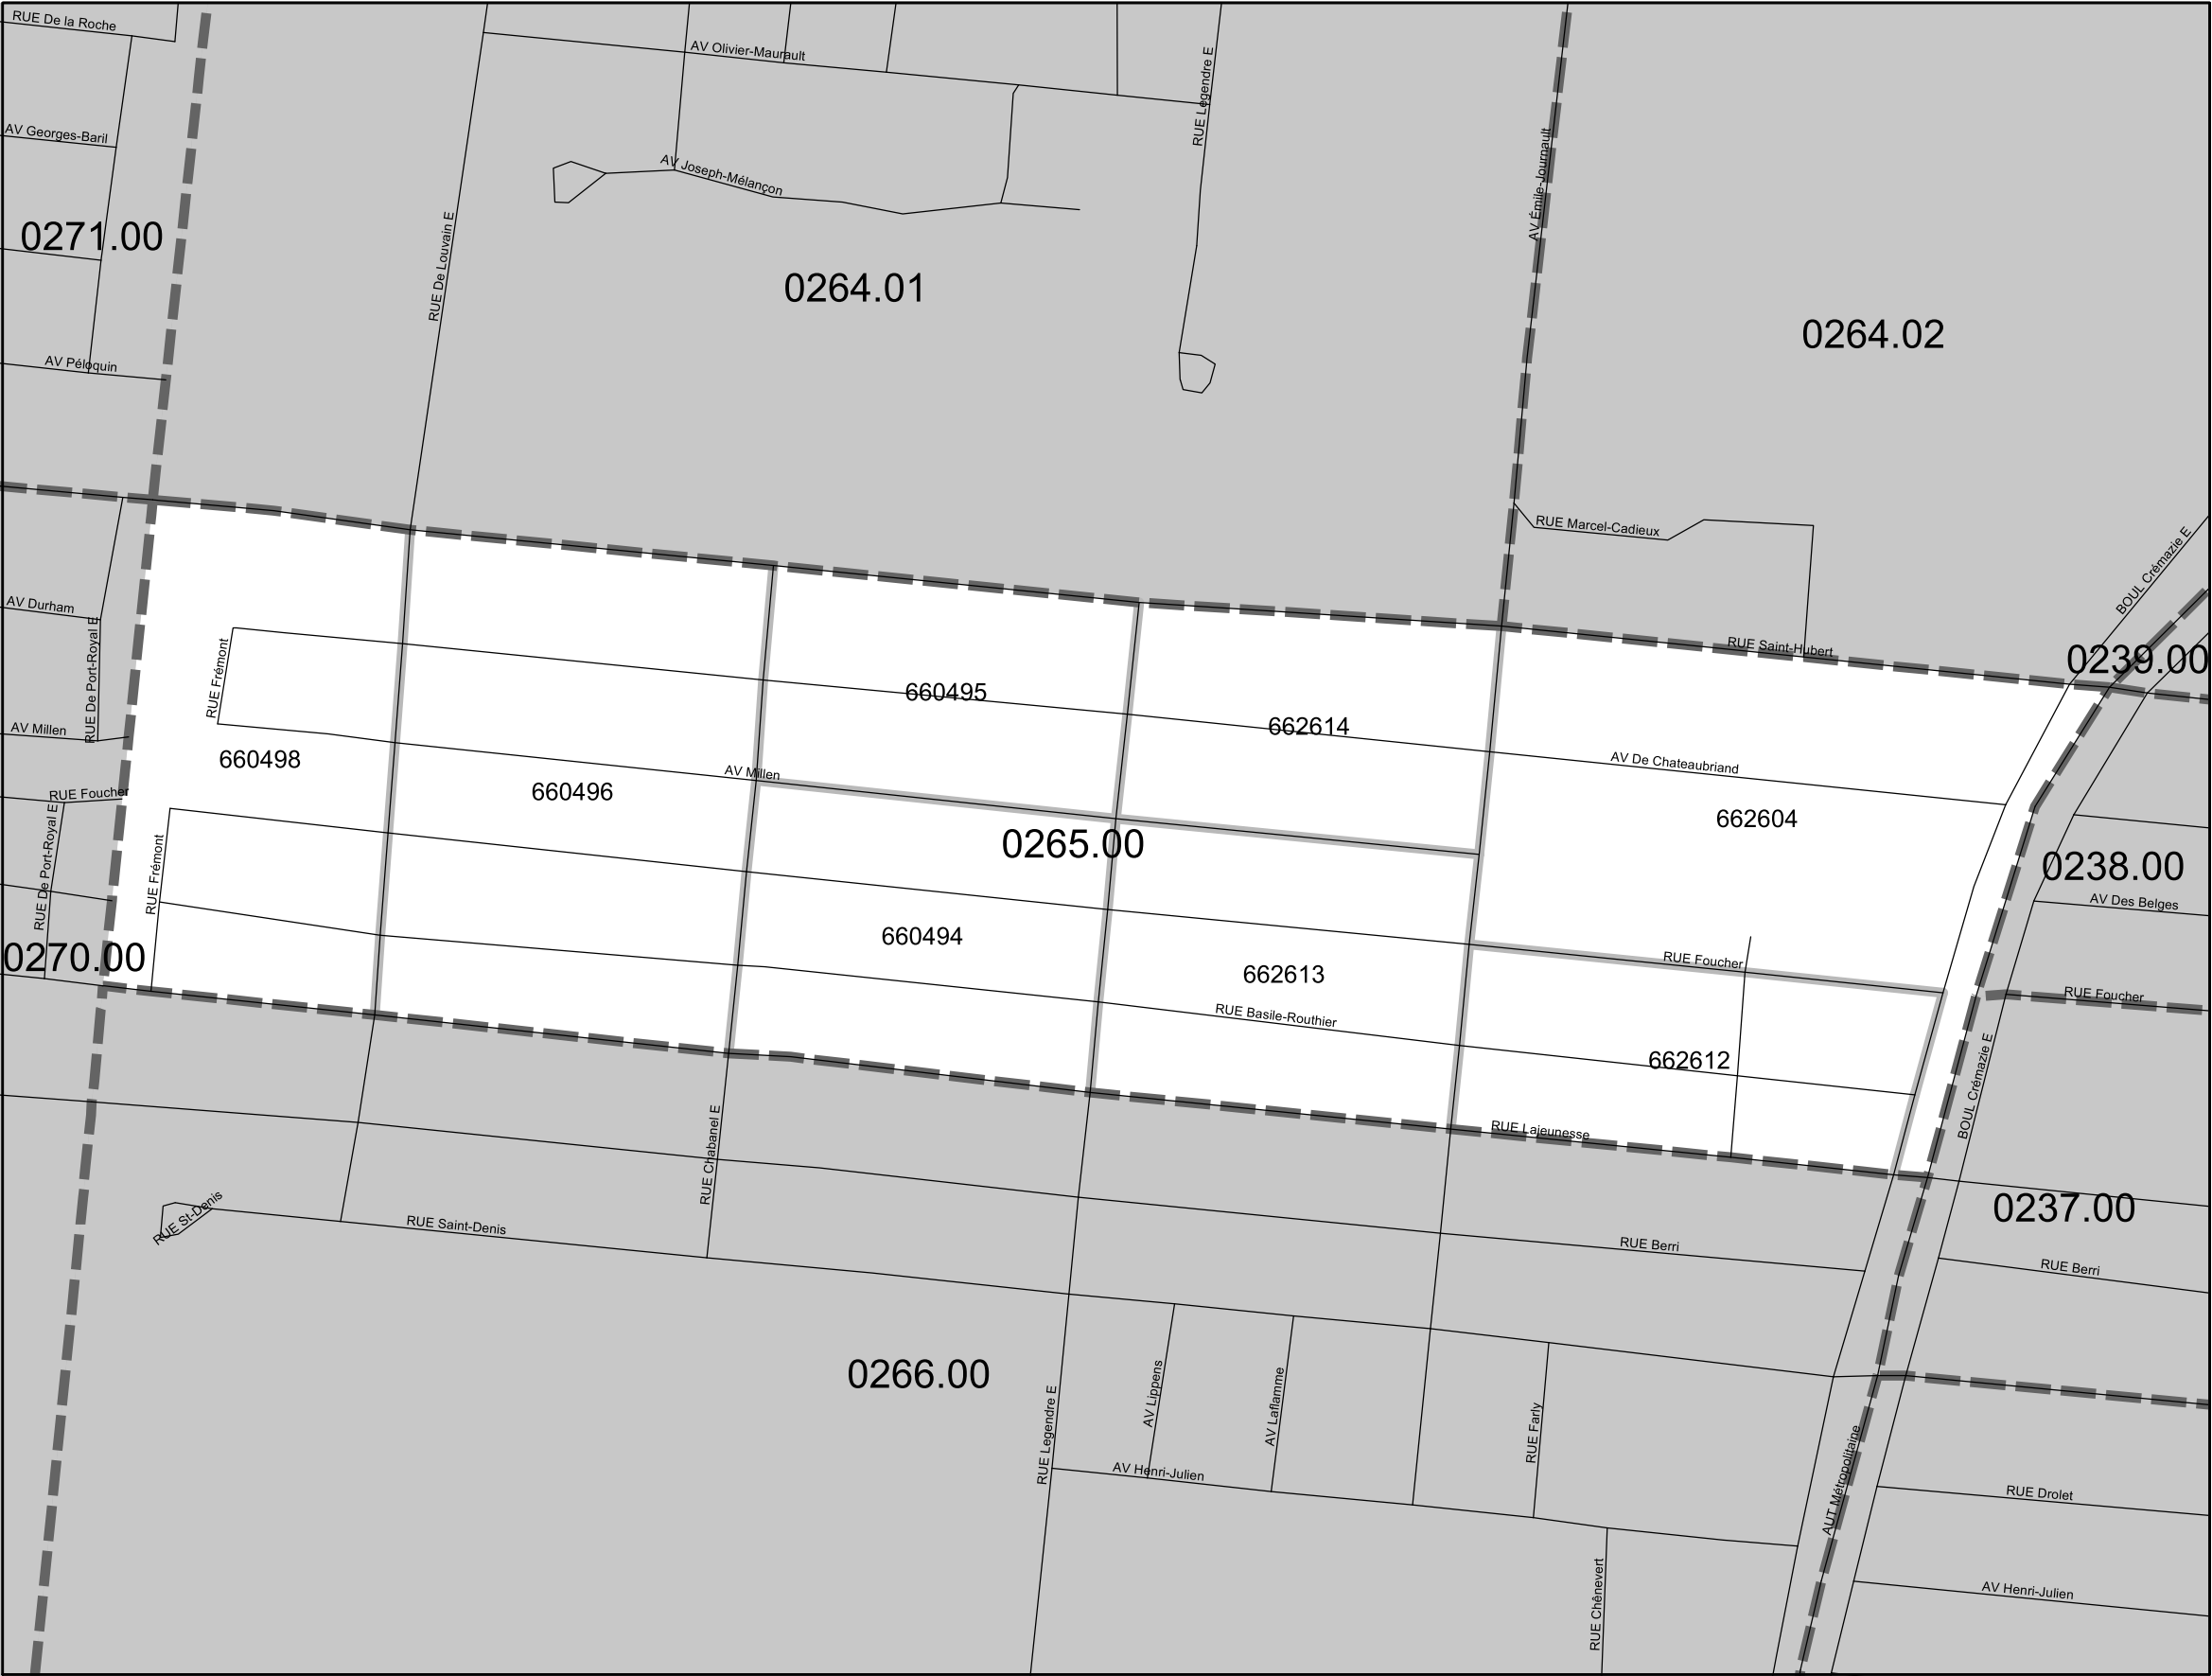 RUE De la Roche
AV Olivier-Maurault
RUE Legendre E
AV Georges-Baril
AV Émile-Journault
AV Joseph-Mélançon
0271.00
RUE De Louvain E
0264.01
0264.02
AV Péloquin
RUE Marcel-Cadieux
BOUL Crémazie E
AV Durham
RUE De Port-Royal E
RUE Frémont
RUE Saint-Hubert
0239.00
660495
662614
AV Millen
660498
AV Millen
AV De Chateaubriand
660496
662604
RUE Foucher
RUE De Port-Royal E
RUE Frémont
0265.00
0238.00
AV Des Belges
660494
0270.00
662613
RUE Foucher
RUE Foucher
RUE Basile-Routhier
662612
BOUL Crémazie E
RUE Chabanel E
RUE Lajeunesse
RUE St-Denis
RUE Saint-Denis
0237.00
RUE Berri
RUE Berri
0266.00
RUE Legendre E
AV Lippens
AV Laflamme
RUE Farly
AV Henri-Julien
AUT Métropolitaine
RUE Drolet
RUE Chênevert
AV Henri-Julien